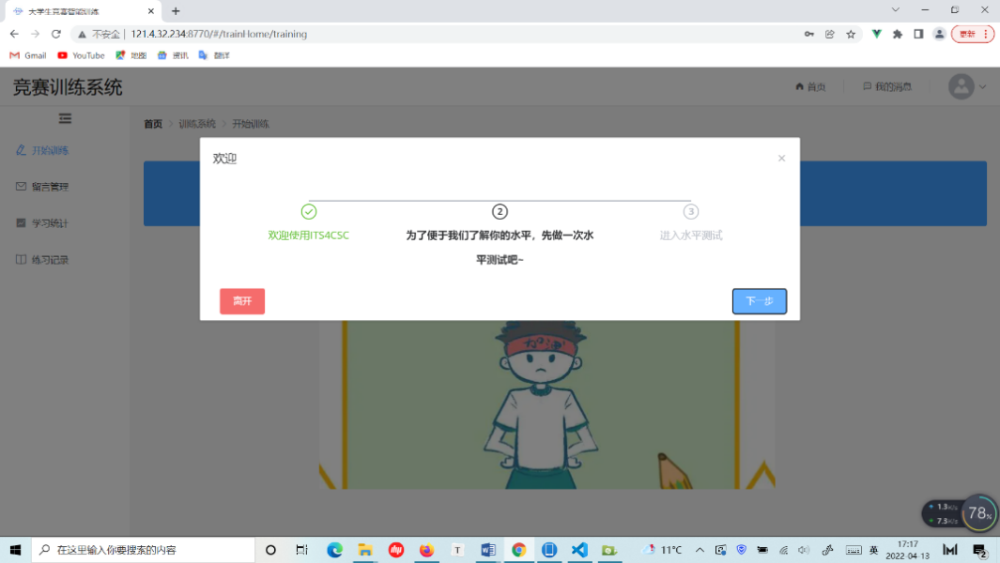 大学生竞赛智能训练
不安全 121.4.32.234:8770/#/trainHome/training
更新
Gmail YouTube 地图 资讯 翻译
竞赛训练系统
首页 我的消息
首页 训练系统 开始训练
开始训练
留言管理
学习统计
练习记录
欢迎
2 3
欢迎使用ITS4CSC 为了便于我们了解你的水平，先做一次水 进入水平测试
平测试吧~
离开 下一步
加油
1.3K/s
7.3K/s
78%
在这里输入你要搜索的内容
11°C 英
17:17
2022-04-13
2